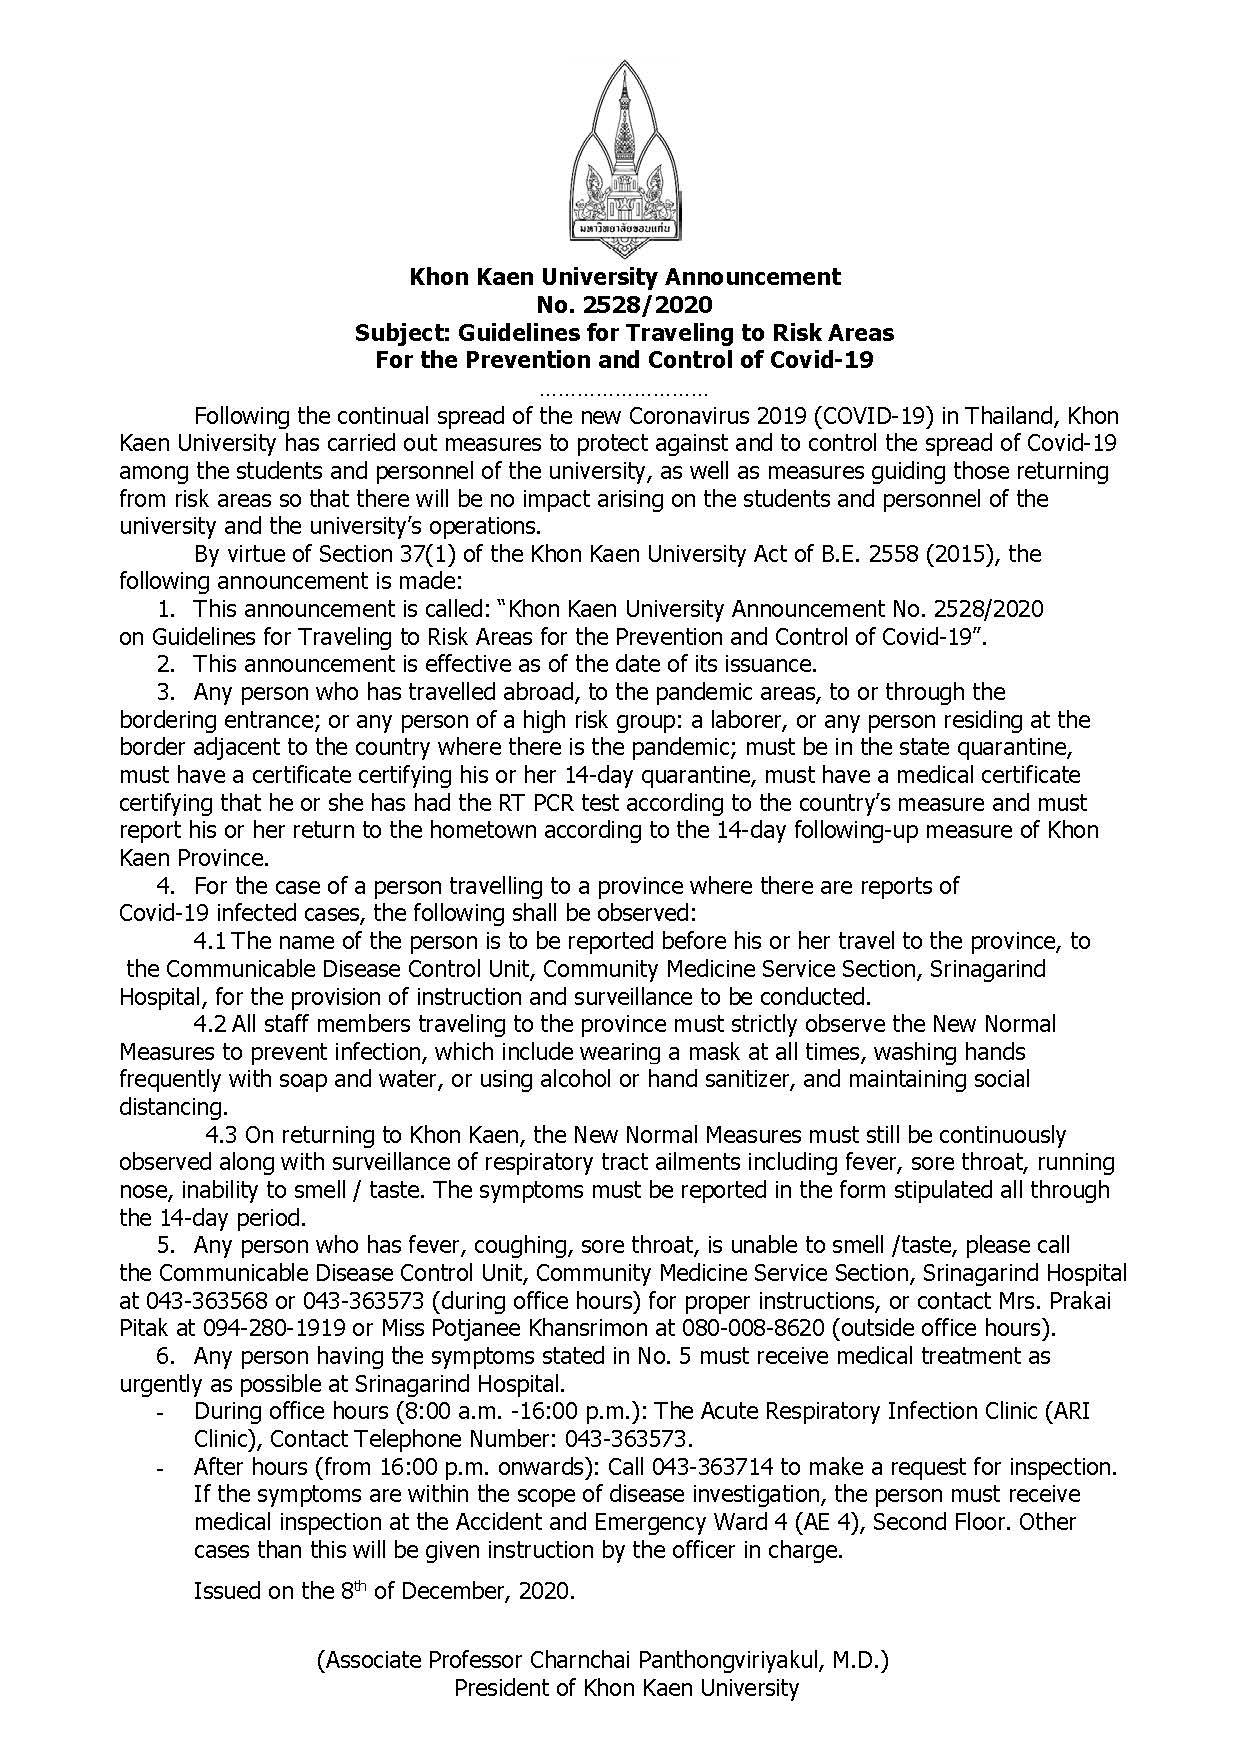 มหาวิทยาลัยขอนแก่น
Khon Kaen University Announcement
No. 2528/2020
Subject: Guidelines for Traveling to Risk Areas
For the Prevention and Control of Covid-19
………………………
Following the continual spread of the new Coronavirus 2019 (COVID-19) in Thailand, Khon
Kaen University has carried out measures to protect against and to control the spread of Covid-19
among the students and personnel of the university, as well as measures guiding those returning
from risk areas so that there will be no impact arising on the students and personnel of the
university and the university’s operations.
By virtue of Section 37(1) of the Khon Kaen University Act of B.E. 2558 (2015), the
following announcement is made:
1. This announcement is called: “Khon Kaen University Announcement No. 2528/2020
on Guidelines for Traveling to Risk Areas for the Prevention and Control of Covid-19”.
2. This announcement is effective as of the date of its issuance.
3. Any person who has travelled abroad, to the pandemic areas, to or through the
bordering entrance; or any person of a high risk group: a laborer, or any person residing at the
border adjacent to the country where there is the pandemic; must be in the state quarantine,
must have a certificate certifying his or her 14-day quarantine, must have a medical certificate
certifying that he or she has had the RT PCR test according to the country’s measure and must
report his or her return to the hometown according to the 14-day following-up measure of Khon
Kaen Province.
4. For the case of a person travelling to a province where there are reports of
Covid-19 infected cases, the following shall be observed:
4.1 The name of the person is to be reported before his or her travel to the province, to
the Communicable Disease Control Unit, Community Medicine Service Section, Srinagarind
Hospital, for the provision of instruction and surveillance to be conducted.
4.2 All staff members traveling to the province must strictly observe the New Normal
Measures to prevent infection, which include wearing a mask at all times, washing hands
frequently with soap and water, or using alcohol or hand sanitizer, and maintaining social
distancing.
4.3 On returning to Khon Kaen, the New Normal Measures must still be continuously
observed along with surveillance of respiratory tract ailments including fever, sore throat, running
nose, inability to smell / taste. The symptoms must be reported in the form stipulated all through
the 14-day period.
5. Any person who has fever, coughing, sore throat, is unable to smell /taste, please call
the Communicable Disease Control Unit, Community Medicine Service Section, Srinagarind Hospital
at 043-363568 or 043-363573 (during office hours) for proper instructions, or contact Mrs. Prakai
Pitak at 094-280-1919 or Miss Potjanee Khansrimon at 080-008-8620 (outside office hours).
6. Any person having the symptoms stated in No. 5 must receive medical treatment as
urgently as possible at Srinagarind Hospital.
- During office hours (8:00 a.m. -16:00 p.m.): The Acute Respiratory Infection Clinic (ARI
Clinic), Contact Telephone Number: 043-363573.
- After hours (from 16:00 p.m. onwards): Call 043-363714 to make a request for inspection.
If the symptoms are within the scope of disease investigation, the person must receive
medical inspection at the Accident and Emergency Ward 4 (AE 4), Second Floor. Other
cases than this will be given instruction by the officer in charge.
Issued on the 8th of December, 2020.
(Associate Professor Charnchai Panthongviriyakul, M.D.)
President of Khon Kaen University